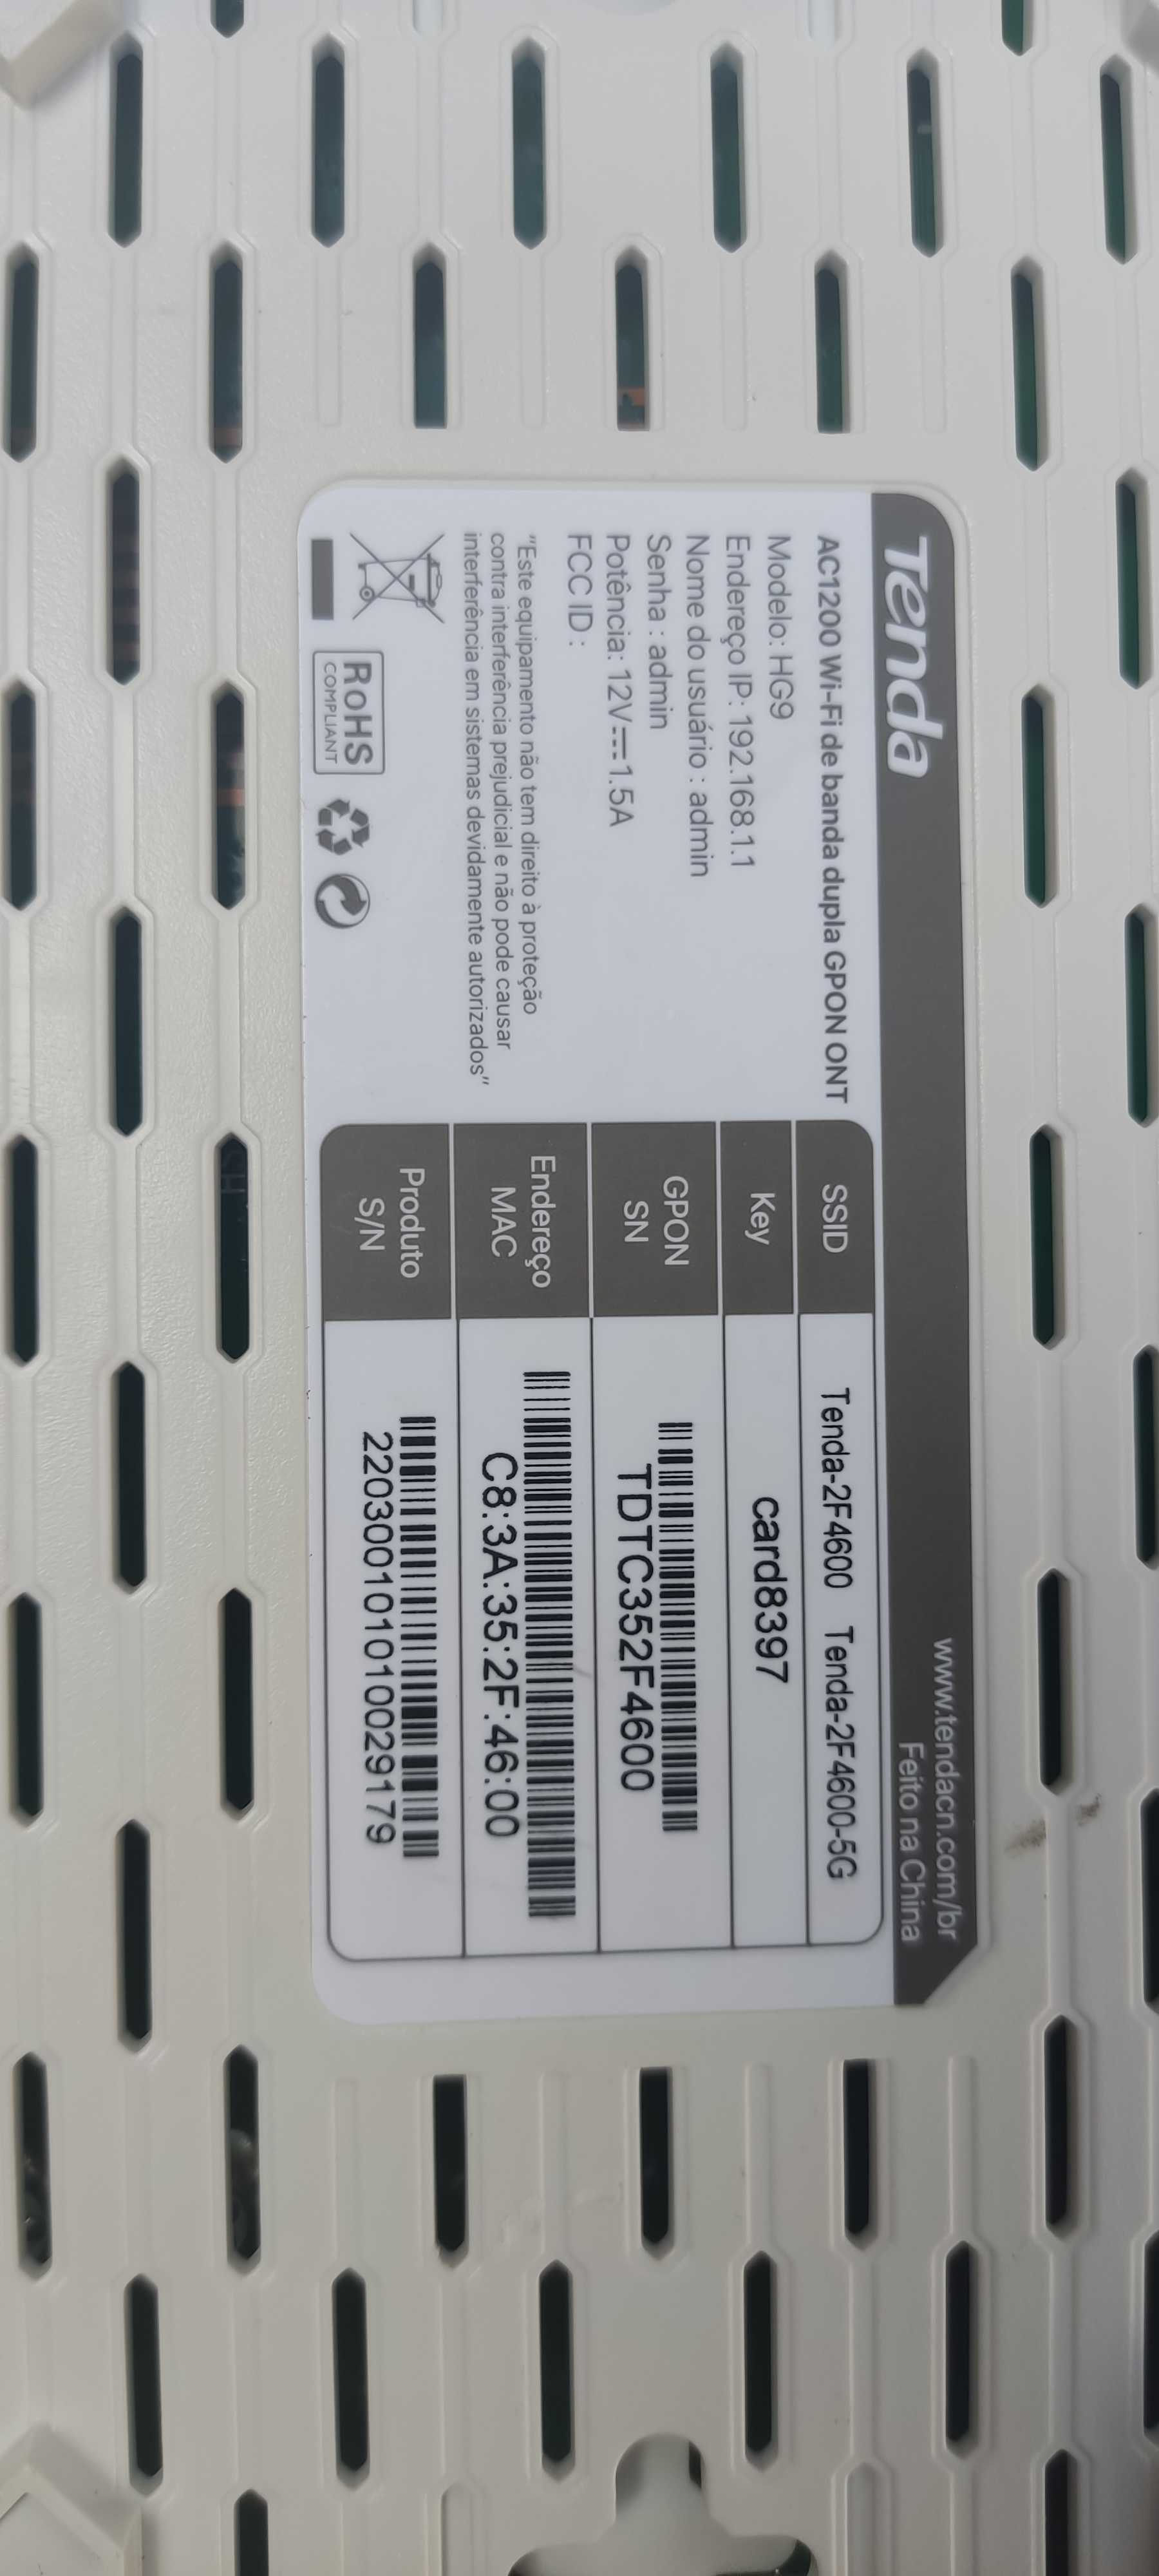 Tenda
www.tendacn.com/br
Feito na China
AC1200 Wi-Fi de banda dupla GPON ONT
Modelo: HG9
Endereço IP: 192.168.1.1
Nome do usuário : admin
Senha : admin
Potência: 12V⎓1.5A
FCC ID :
"Este equipamento não tem direito à proteção
contra interferência prejudicial e não pode causar
interferência em sistemas devidamente autorizados"
RoHS
COMPLIANT
SSID
Tenda-2F4600 Tenda-2F4600-5G
Key
card8397
GPON
SN
TDTC352F4600
Endereço
MAC
C8:3A:35:2F:46:00
Produto
S/N
2203001010100029179